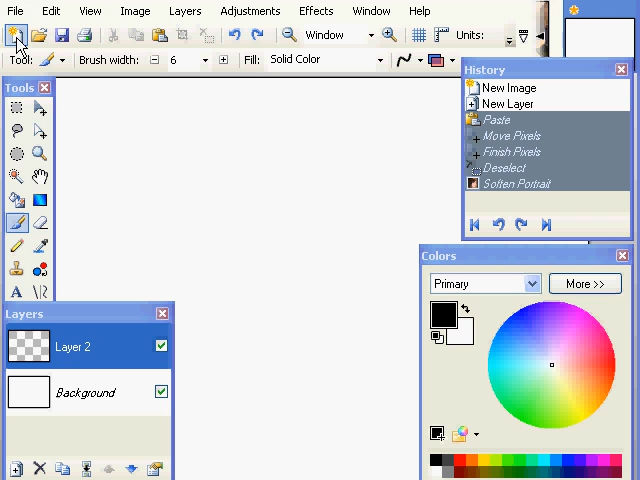 File Edit View Image Layers Adjustments Effects Window Help
Window Units:
Tool: Brush width: 6 Fill: Solid Color
Tools
History
New Image
New Layer
Paste
Move Pixels
Finish Pixels
Deselect
Soften Portrait
Colors
Primary More >>
Layers
Layer 2
Background